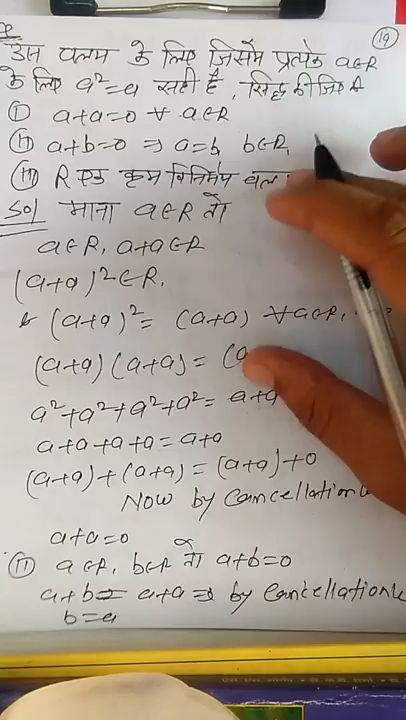 19
उस वलय के लिए जिसमें प्रत्येक a∈R
के लिए a²=a सही है, सिद्ध कीजिए कि
(I) a+a=0 ∀ a∈R
(II) a+b=0 ⇒ a=b, b∈R,
(III) R एक क्रम विनिमेय वलय
Sol माना a∈R तो
a∈R, a+a∈R
(a+a)²∈R.
(a+a)² = (a+a) ∀a∈R,
(a+a)(a+a) = (a
a²+a²+a²+a² = a+a
a+a+a+a = a+a
(a+a)+(a+a) = (a+a)+0
Now by Cancellation
a+a=0
(II) a∈R, b∈R तो a+b=0
a+b = a+a ⇒ by Cancellation
b=a